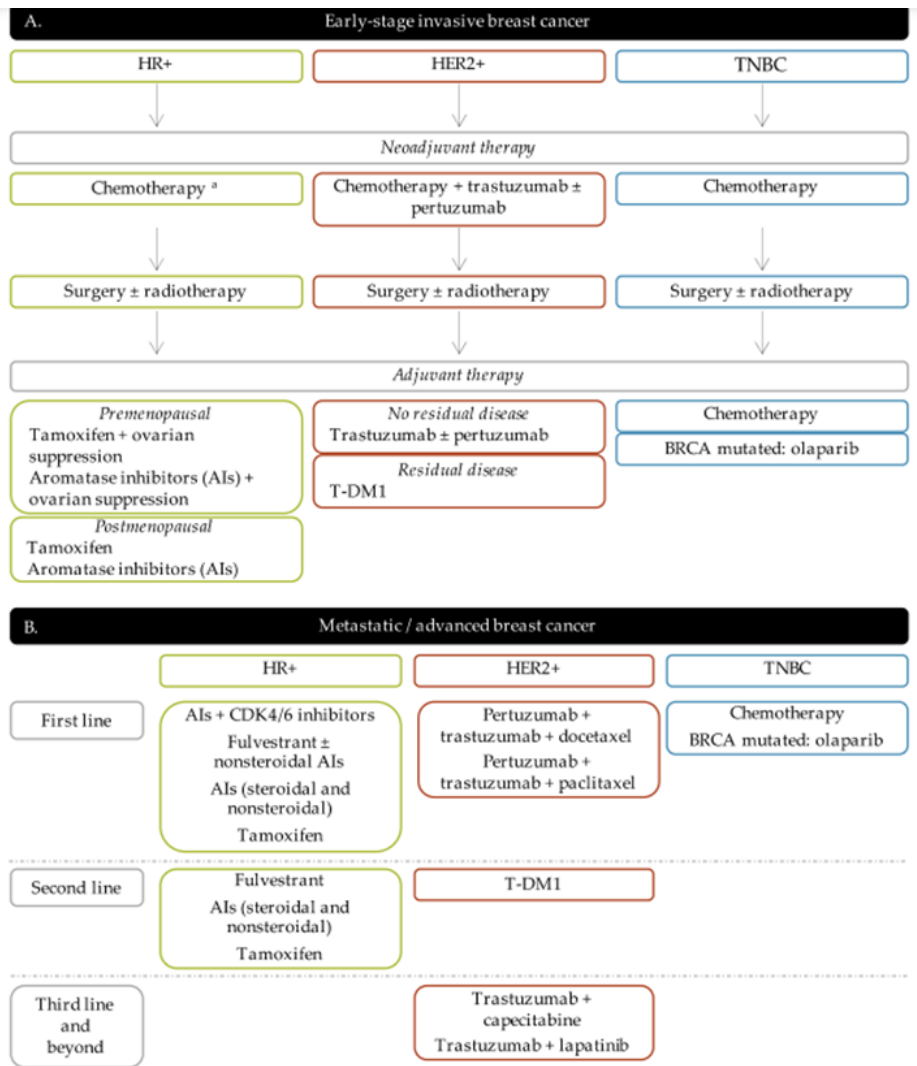 A.
Early-stage invasive breast cancer
HR+
HER2+
TNBC
Neoadjuvant therapy
Chemotherapy a
Chemotherapy + trastuzumab ±
pertuzumab
Chemotherapy
Surgery ± radiotherapy
Surgery ± radiotherapy
Surgery ± radiotherapy
Adjuvant therapy
Premenopausal
Tamoxifen + ovarian
suppression
Aromatase inhibitors (AIs) +
ovarian suppression
Postmenopausal
Tamoxifen
Aromatase inhibitors (AIs)
No residual disease
Trastuzumab ± pertuzumab
Residual disease
T-DM1
Chemotherapy
BRCA mutated: olaparib
B.
Metastatic / advanced breast cancer
HR+
HER2+
TNBC
First line
AIs + CDK4/6 inhibitors
Fulvestrant ±
nonsteroidal AIs
AIs (steroidal and
nonsteroidal)
Tamoxifen
Pertuzumab +
trastuzumab + docetaxel
Pertuzumab +
trastuzumab + paclitaxel
Chemotherapy
BRCA mutated: olaparib
Second line
Fulvestrant
AIs (steroidal and
nonsteroidal)
Tamoxifen
T-DM1
Third line
and
beyond
Trastuzumab +
capecitabine
Trastuzumab + lapatinib